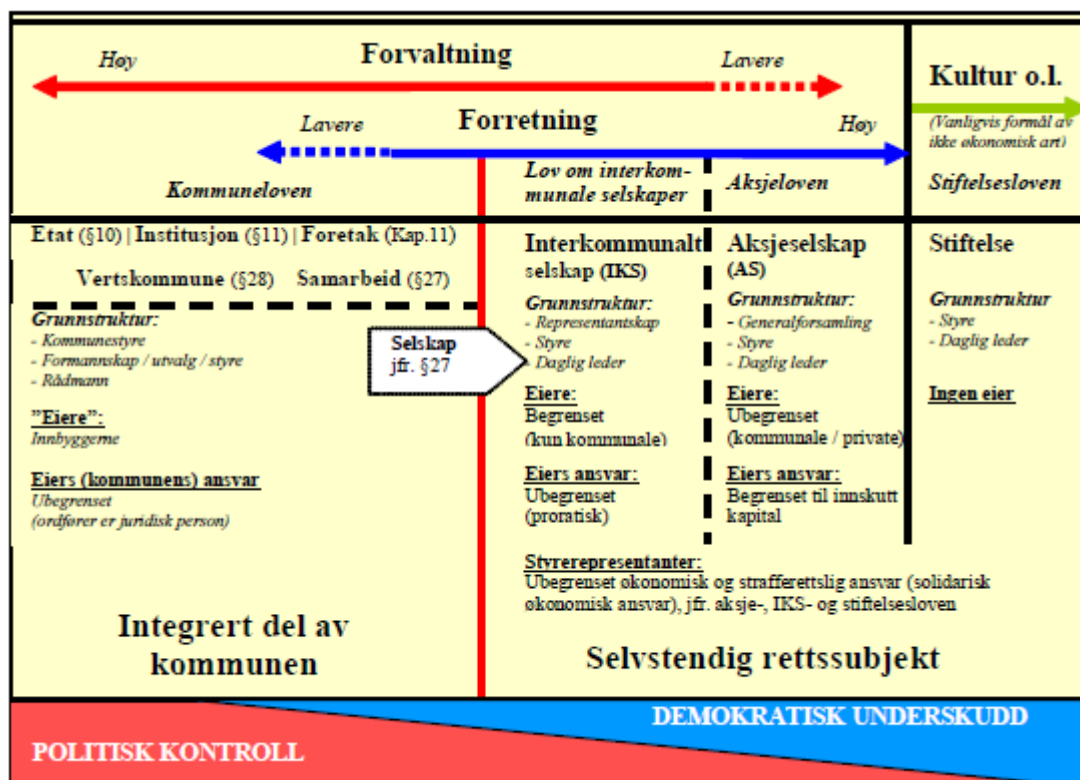 Høy Forvaltning Lavere
Kultur o.l.
Lavere Forretning Høy
(Vanligvis formål av
ikke økonomisk art)
Kommuneloven
Lov om interkom-
munale selskaper
Aksjeloven
Stiftelsesloven
Etat (§10) | Institusjon (§11) | Foretak (Kap.11)
Vertskommune (§28) Samarbeid (§27)
Grunnstruktur:
- Kommunestyre
- Formannskap / utvalg / styre
- Rådmann
"Eiere":
Innbyggerne
Eiers (kommunens) ansvar
Ubegrenset
(ordfører er juridisk person)
Selskap
jfr. §27
Interkommunalt
selskap (IKS)
Grunnstruktur:
- Representantskap
- Styre
- Daglig leder
Eiere:
Begrenset
(kun kommunale)
Eiers ansvar:
Ubegrenset
(proratisk)
Aksjeselskap
(AS)
Grunnstruktur:
- Generalforsamling
- Styre
- Daglig leder
Eiere:
Ubegrenset
(kommunale / private)
Eiers ansvar:
Begrenset til innskutt
kapital
Stiftelse
Grunnstruktur
- Styre
- Daglig leder
Ingen eier
Styrerepresentanter:
Ubegrenset økonomisk og strafferettslig ansvar (solidarisk
økonomisk ansvar), jfr. aksje-, IKS- og stiftelsesloven
Integrert del av
kommunen
Selvstendig rettssubjekt
DEMOKRATISK UNDERSKUDD
POLITISK KONTROLL